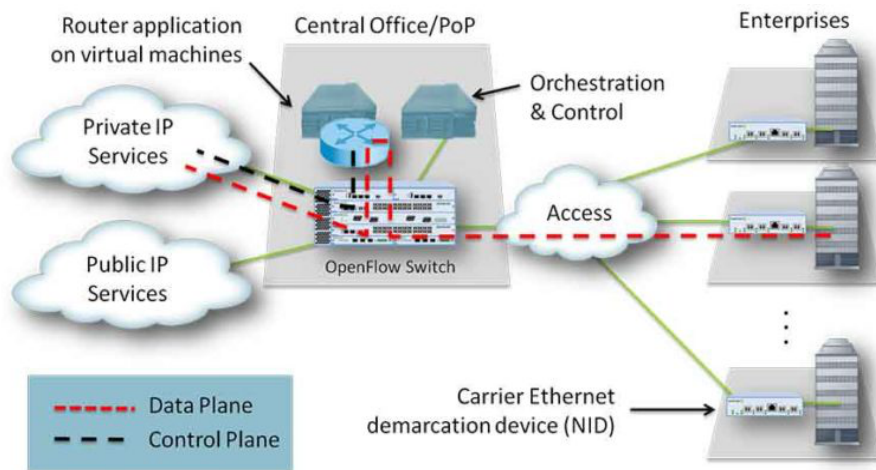 Router application
on virtual machines
Central Office/PoP
Enterprises
Orchestration
& Control
Private IP
Services
Access
OpenFlow Switch
Public IP
Services
Data Plane
Control Plane
Carrier Ethernet
demarcation device (NID)